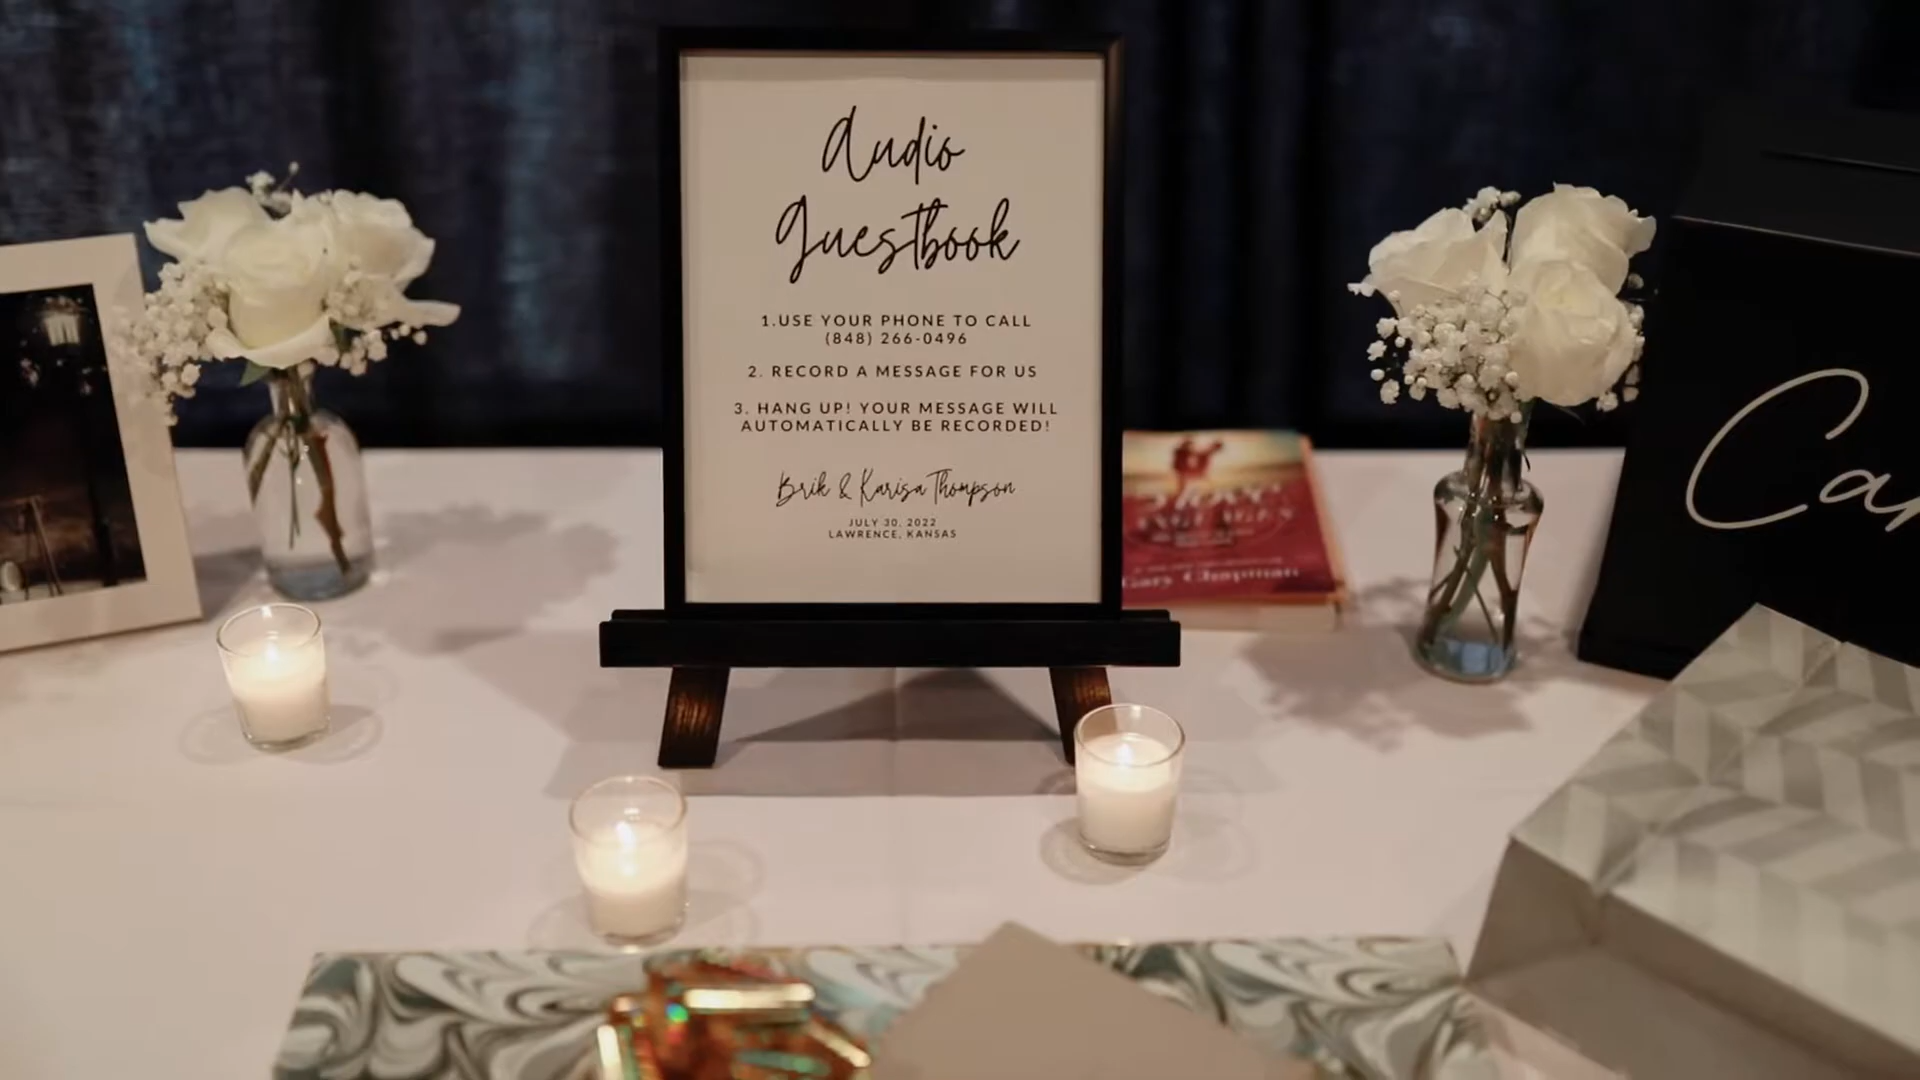 Audio
Guestbook
1.USE YOUR PHONE TO CALL
(848) 266-0496
2. RECORD A MESSAGE FOR US
3. HANG UP! YOUR MESSAGE WILL
AUTOMATICALLY BE RECORDED!
Brik & Karisa Thompson
JULY 30, 2022
LAWRENCE, KANSAS
Gary Chapman
Ca